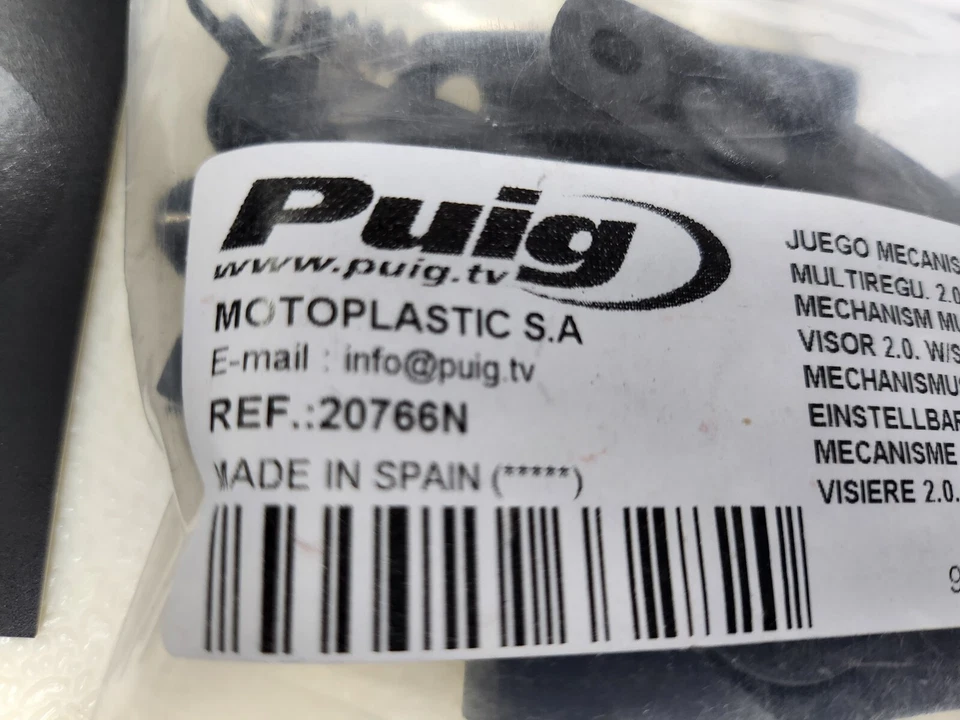 Puig
www.puig.tv
MOTOPLASTIC S.A
E-mail : info@puig.tv
REF.:20766N
MADE IN SPAIN (*****)
JUEGO MECANIS
MULTIREGU. 2.0
MECHANISM MU
VISOR 2.0. W/S
MECHANISMUS
EINSTELLBAR
MECANISME
VISIERE 2.0.